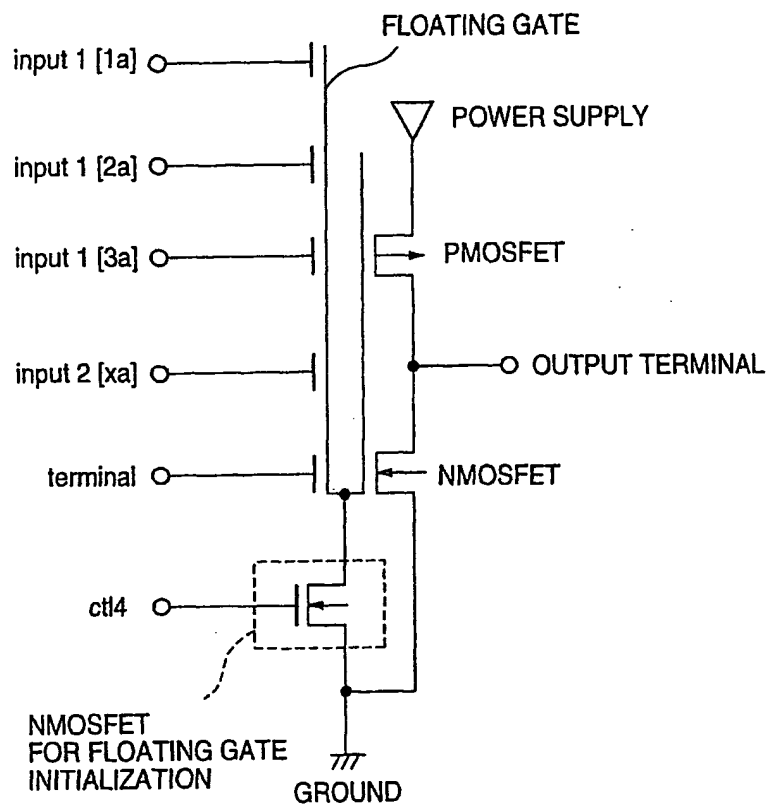 FLOATING GATE
input 1 [1a]
POWER SUPPLY
input 1 [2a]
input 1 [3a]
PMOSFET
OUTPUT TERMINAL
input 2 [xa]
terminal
NMOSFET
ctl4
NMOSFET
FOR FLOATING GATE
INITIALIZATION
GROUND